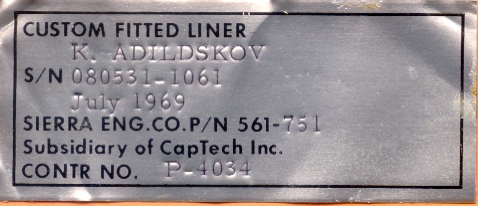 CUSTOM FITTED LINER
K. ADILDSKOV
S/N 080531-1061
July 1969
SIERRA ENG.CO.P/N 561-751
Subsidiary of CapTech Inc.
CONTR NO. P-4034